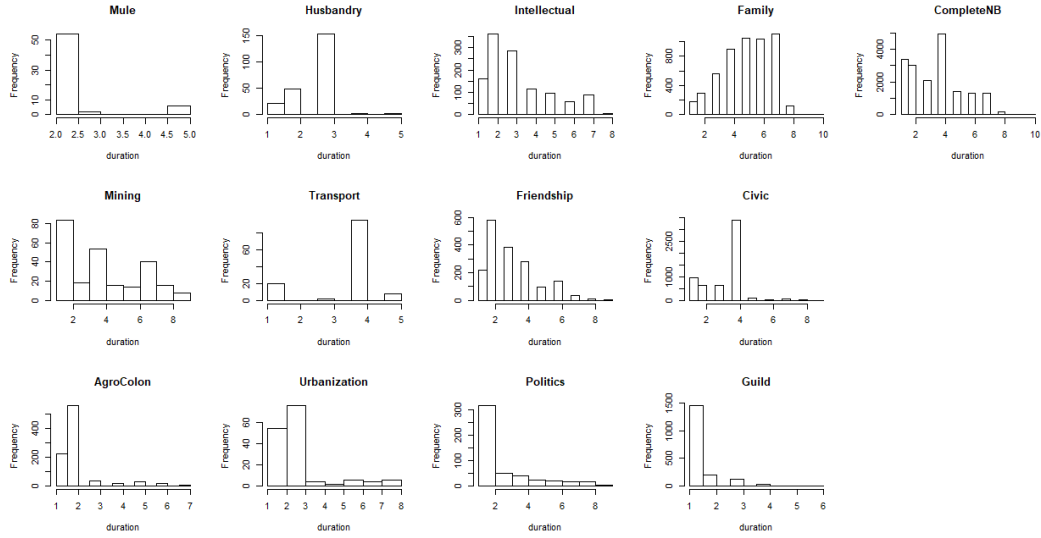 Mule
Frequency
0 10 30 50
2.0 2.5 3.0 3.5 4.0 4.5 5.0
duration
Husbandry
Frequency
0 50 100 150
1 2 3 4 5
duration
Intellectual
Frequency
0 100 200 300
1 2 3 4 5 6 7 8
duration
Family
Frequency
0 400 800
2 4 6 8 10
duration
CompleteNB
Frequency
0 2000 4000
2 4 6 8 10
duration
Mining
Frequency
0 20 40 60 80
2 4 6 8
duration
Transport
Frequency
0 20 60
1 2 3 4 5
duration
Friendship
Frequency
0 200 400 600
2 4 6 8
duration
Civic
Frequency
0 1000 2500
2 4 6 8
duration
AgroColon
Frequency
0 200 400
1 2 3 4 5 6 7
duration
Urbanization
Frequency
0 20 40 60
1 2 3 4 5 6 7 8
duration
Politics
Frequency
0 100 200 300
2 4 6 8
duration
Guild
Frequency
0 500 1000 1500
1 2 3 4 5 6
duration